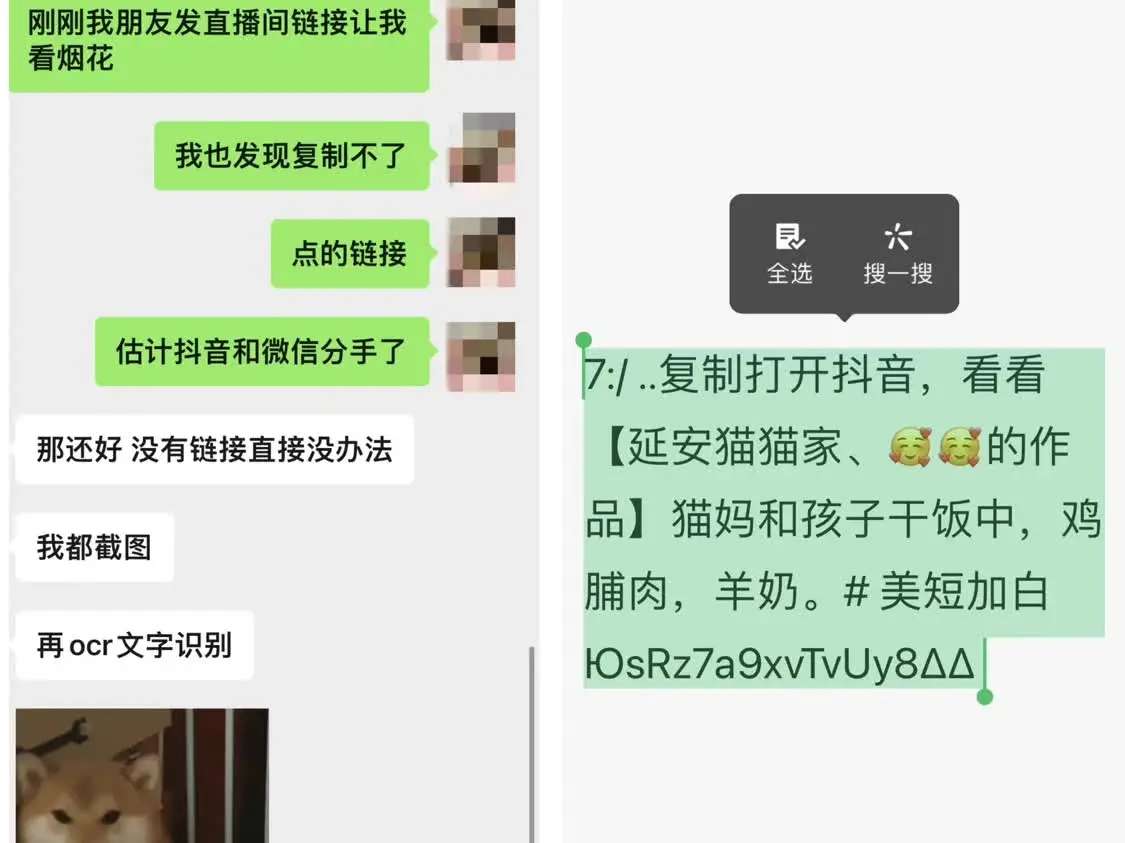 刚刚我朋友发直播间链接让我
看烟花
我也发现复制不了
点的链接
估计抖音和微信分手了
那还好 没有链接直接没办法
我都截图
再ocr文字识别
全选 搜一搜
7:/ ..复制打开抖音，看看
【延安猫猫家、🥰🥰的作
品】猫妈和孩子干饭中，鸡
脯肉，羊奶。# 美短加白
ЮsRz7a9xvTvUy8ΔΔ